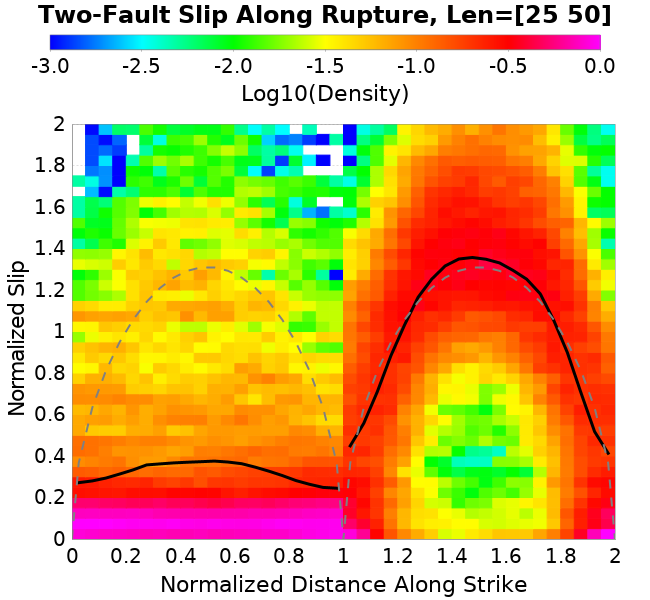 Two-Fault Slip Along Rupture, Len=[25 50]
-3.0 -2.5 -2.0 -1.5 -1.0 -0.5 0.0
Log10(Density)
2
1.8
1.6
1.4
1.2
1
0.8
0.6
0.4
0.2
0
Normalized Slip
0 0.2 0.4 0.6 0.8 1 1.2 1.4 1.6 1.8 2
Normalized Distance Along Strike